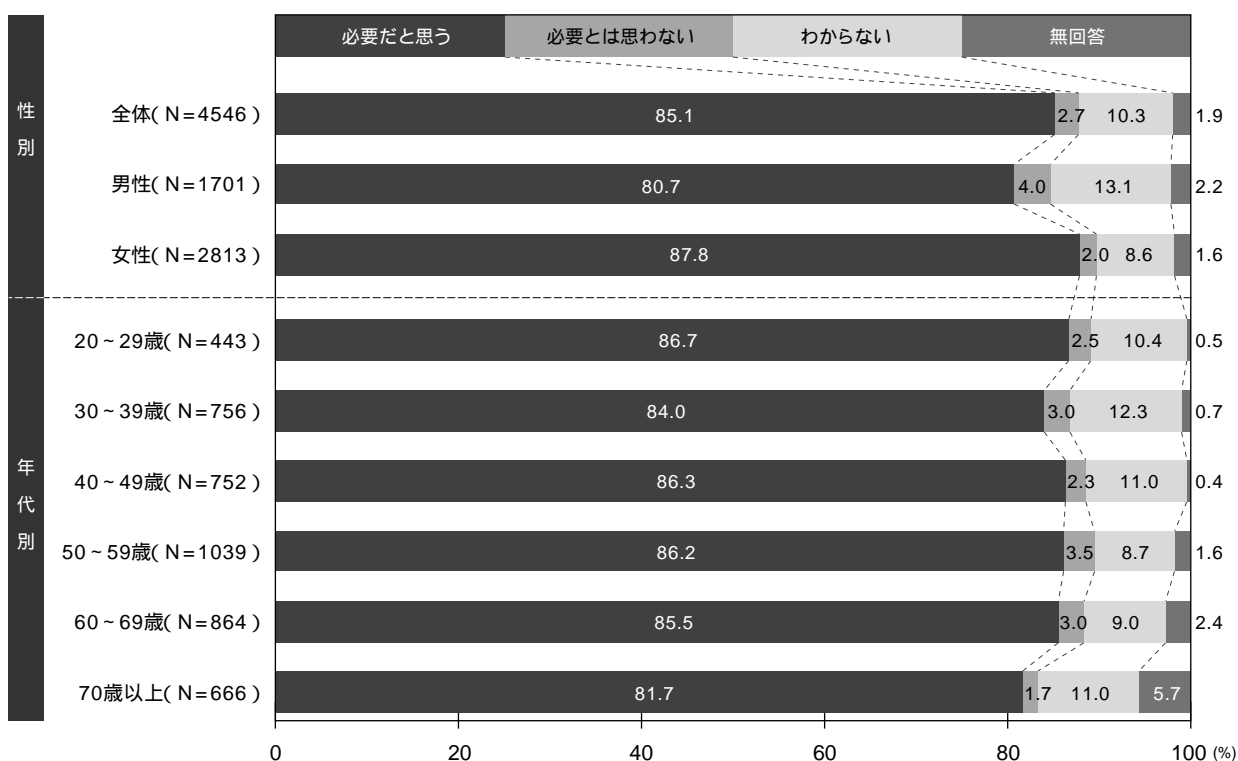 必要だと思う 必要とは思わない わからない 無回答
性別
全体( N=4546 ) 85.1 2.7 10.3 1.9
男性( N=1701 ) 80.7 4.0 13.1 2.2
女性( N=2813 ) 87.8 2.0 8.6 1.6
年代別
20~29歳( N=443 ) 86.7 2.5 10.4 0.5
30~39歳( N=756 ) 84.0 3.0 12.3 0.7
40~49歳( N=752 ) 86.3 2.3 11.0 0.4
50~59歳( N=1039 ) 86.2 3.5 8.7 1.6
60~69歳( N=864 ) 85.5 3.0 9.0 2.4
70歳以上( N=666 ) 81.7 1.7 11.0 5.7
0 20 40 60 80 100 (%)